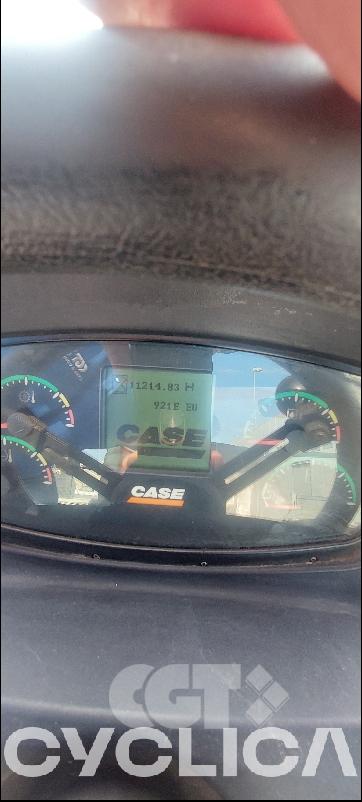 11214.83 H
921E EU
CASE
CASE
CGT
CYCLICA